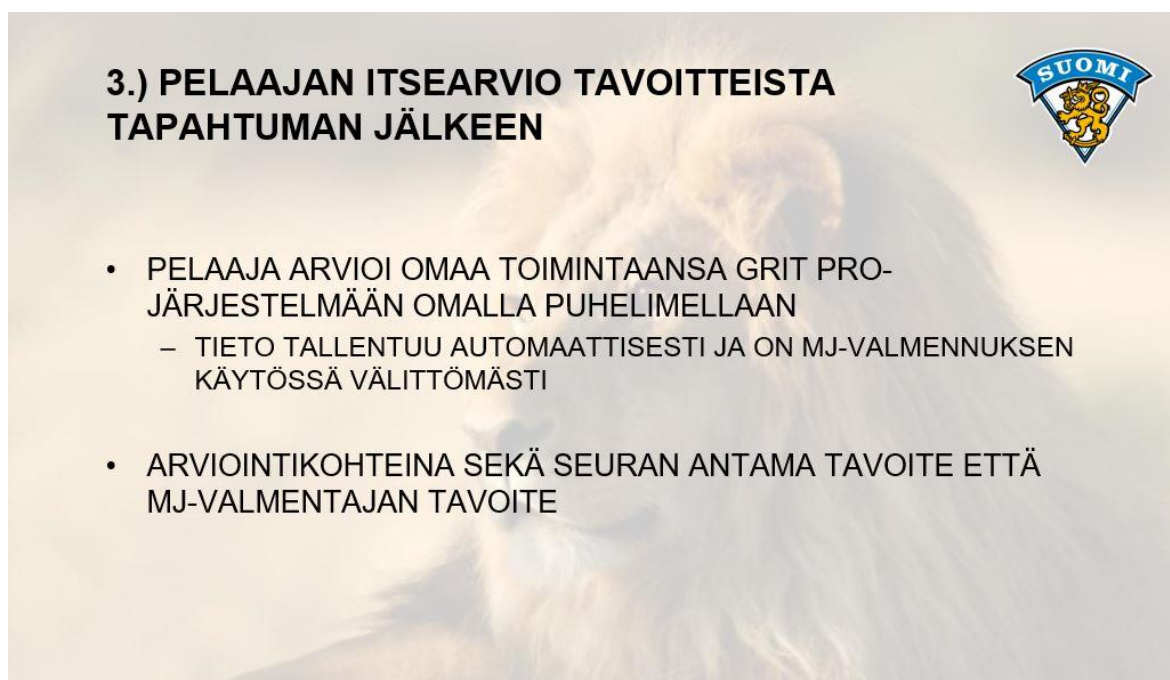 3.) PELAAJAN ITSEARVIO TAVOITTEISTA
TAPAHTUMAN JÄLKEEN
SUOMI
• PELAAJA ARVIOI OMAA TOIMINTAANSA GRIT PRO-
JÄRJESTELMÄÄN OMALLA PUHELIMELLAAN
– TIETO TALLENTUU AUTOMAATTISESTI JA ON MJ-VALMENNUKSEN
KÄYTÖSSÄ VÄLITTÖMÄSTI
• ARVIOINTIKOHTEINA SEKÄ SEURAN ANTAMA TAVOITE ETTÄ
MJ-VALMENTAJAN TAVOITE